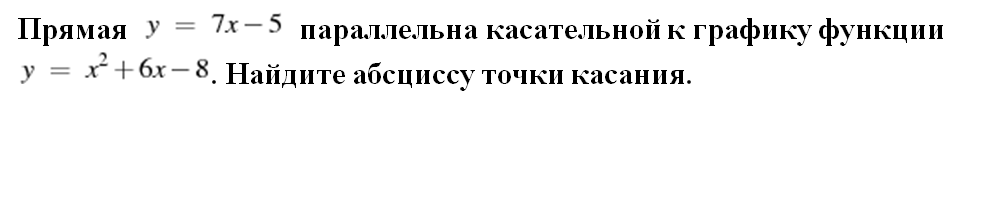 Прямая y = 7x − 5 параллельна касательной к графику функции
y = x² + 6x − 8. Найдите абсциссу точки касания.